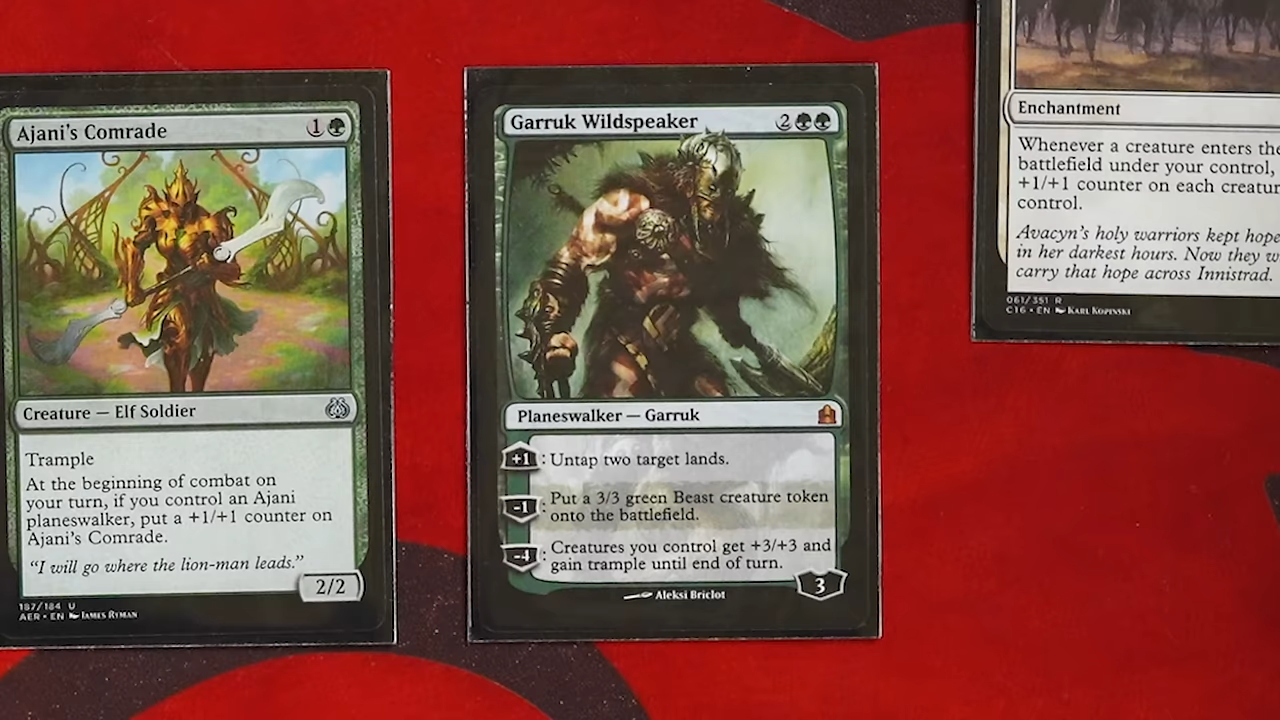 Ajani's Comrade
1
Creature — Elf Soldier
Trample
At the beginning of combat on
your turn, if you control an Ajani
planeswalker, put a +1/+1 counter on
Ajani's Comrade.
"I will go where the lion-man leads."
2/2
187/184 U
AER • EN James Ryman
Garruk Wildspeaker
2
Planeswalker — Garruk
+1: Untap two target lands.
-1: Put a 3/3 green Beast creature token
onto the battlefield.
-4: Creatures you control get +3/+3 and
gain trample until end of turn.
3
Aleksi Briclot
Enchantment
Whenever a creature enters the
battlefield under your control,
+1/+1 counter on each
control.
Avacyn's holy warriors kept hope
in her darkest hours. Now they
carry that hope across Innistrad.
061/351 R
C16 • EN Karl Kopinski